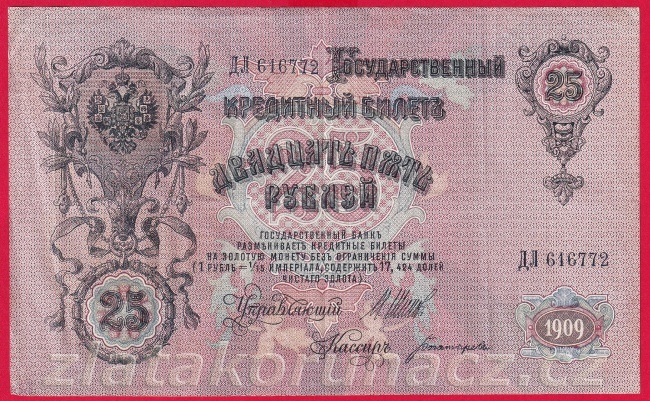 ДЛ 616772 Государственный
25
Кредитный Билетъ
Двадцать пять
рублей
Государственный Банкъ
размѣниваетъ кредитные билеты
на золотую монету безъ ограниченія суммы
(1 рубль = 1/15 имперіала, содержитъ 17, 424 долей
чистаго золота)
ДЛ 616772
Управляющій
25
1909
Кассиръ
zlatakorunacz.cz